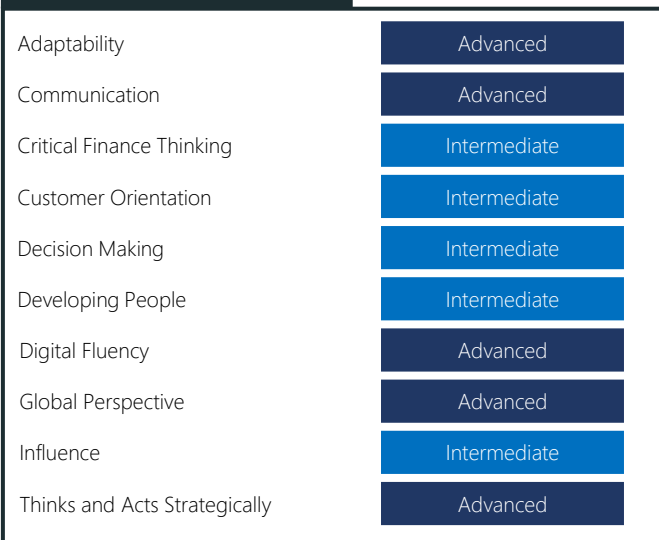 Adaptability Advanced
Communication Advanced
Critical Finance Thinking Intermediate
Customer Orientation Intermediate
Decision Making Intermediate
Developing People Intermediate
Digital Fluency Advanced
Global Perspective Advanced
Influence Intermediate
Thinks and Acts Strategically Advanced